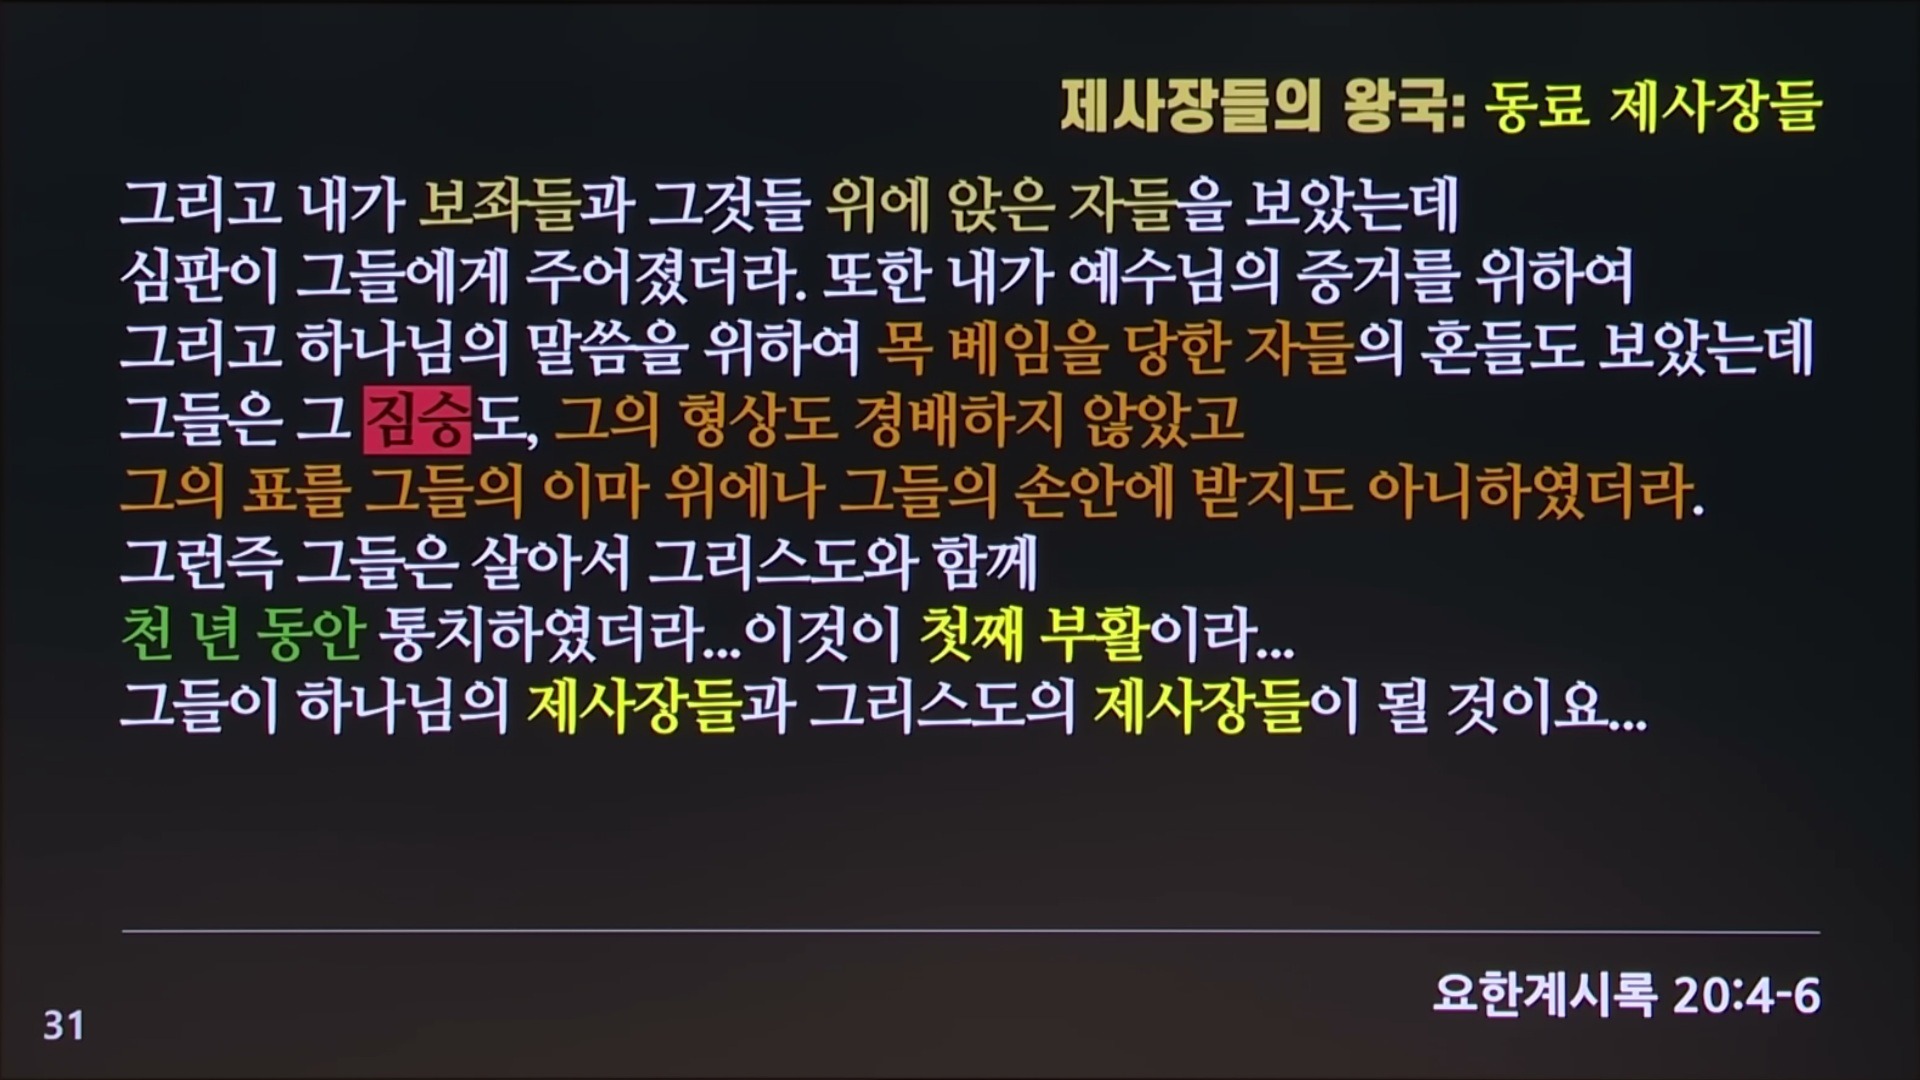 제사장들의 왕국: 동료 제사장들
그리고 내가 보좌들과 그것들 위에 앉은 자들을 보았는데
심판이 그들에게 주어졌더라. 또한 내가 예수님의 증거를 위하여
그리고 하나님의 말씀을 위하여 목 베임을 당한 자들의 혼들도 보았는데
그들은 그 짐승도, 그의 형상도 경배하지 않았고
그의 표를 그들의 이마 위에나 그들의 손안에 받지도 아니하였더라.
그런즉 그들은 살아서 그리스도와 함께
천 년 동안 통치하였더라...이것이 첫째 부활이라...
그들이 하나님의 제사장들과 그리스도의 제사장들이 될 것이요...
요한계시록 20:4-6
31